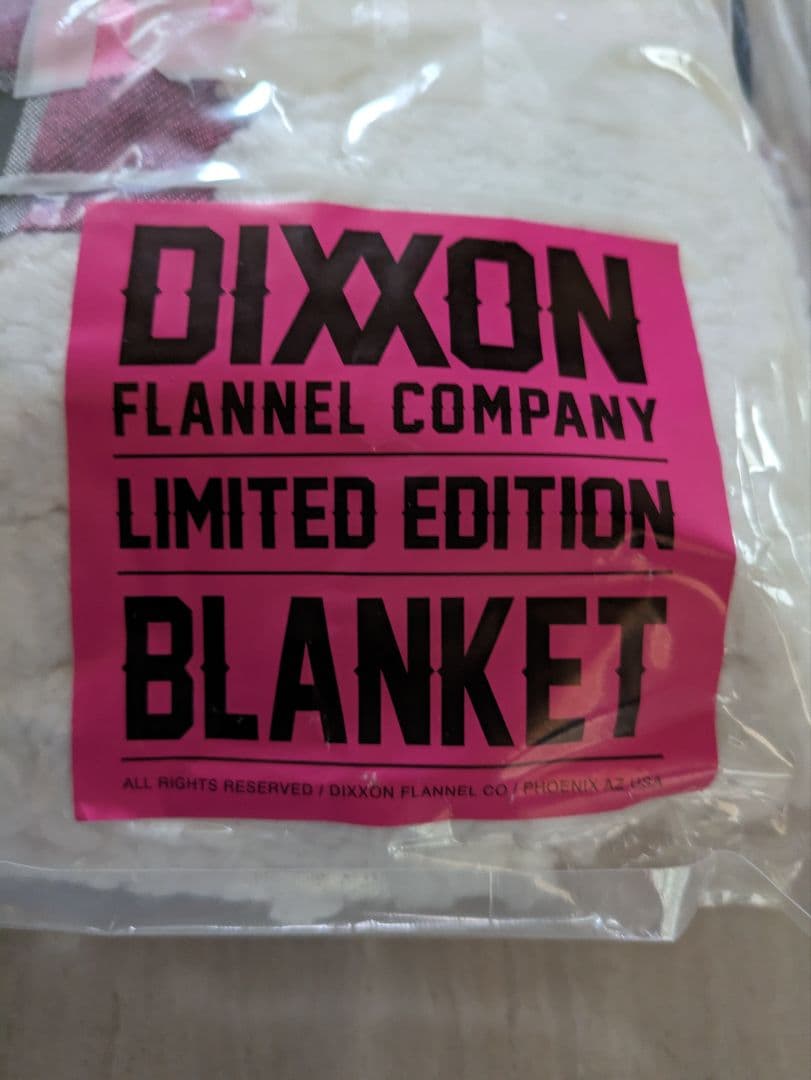 DIXXON
FLANNEL COMPANY
LIMITED EDITION
BLANKET
ALL RIGHTS RESERVED / DIXXON FLANNEL CO / PHOENIX AZ USA